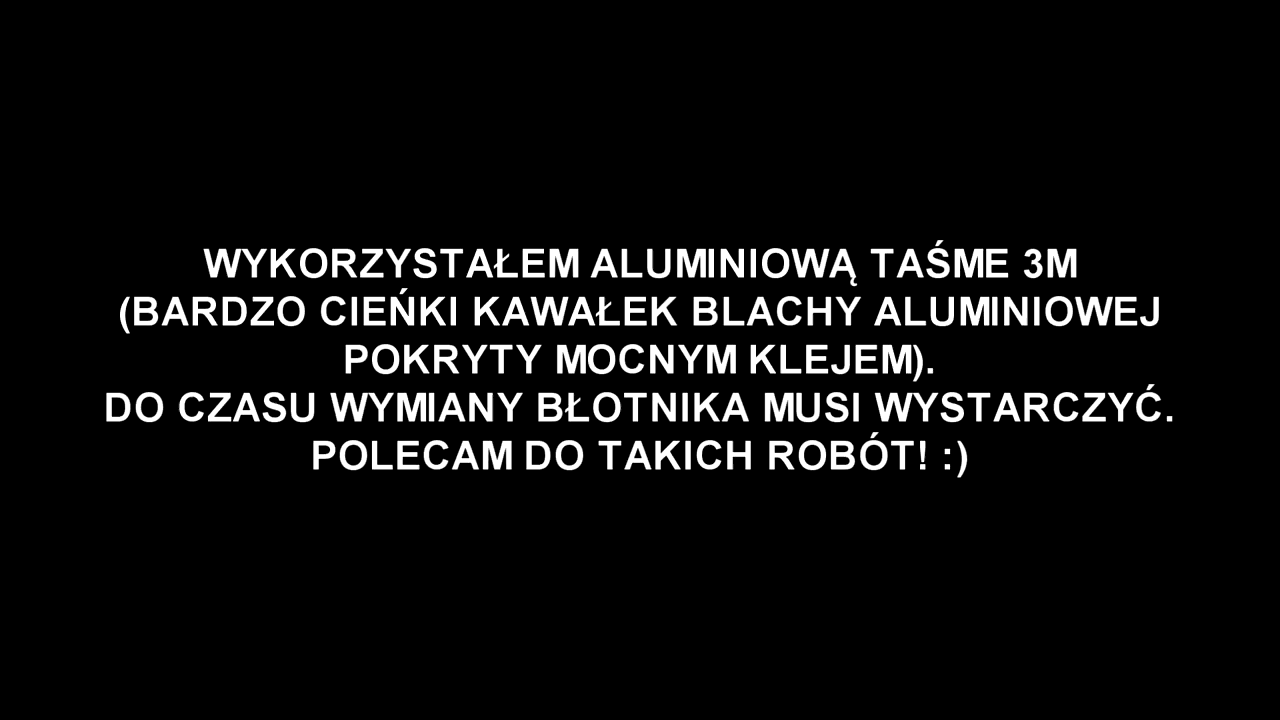 WYKORZYSTAŁEM ALUMINIOWĄ TAŚME 3M
(BARDZO CIEŃKI KAWAŁEK BLACHY ALUMINIOWEJ
POKRYTY MOCNYM KLEJEM).
DO CZASU WYMIANY BŁOTNIKA MUSI WYSTARCZYĆ.
POLECAM DO TAKICH ROBÓT! :)